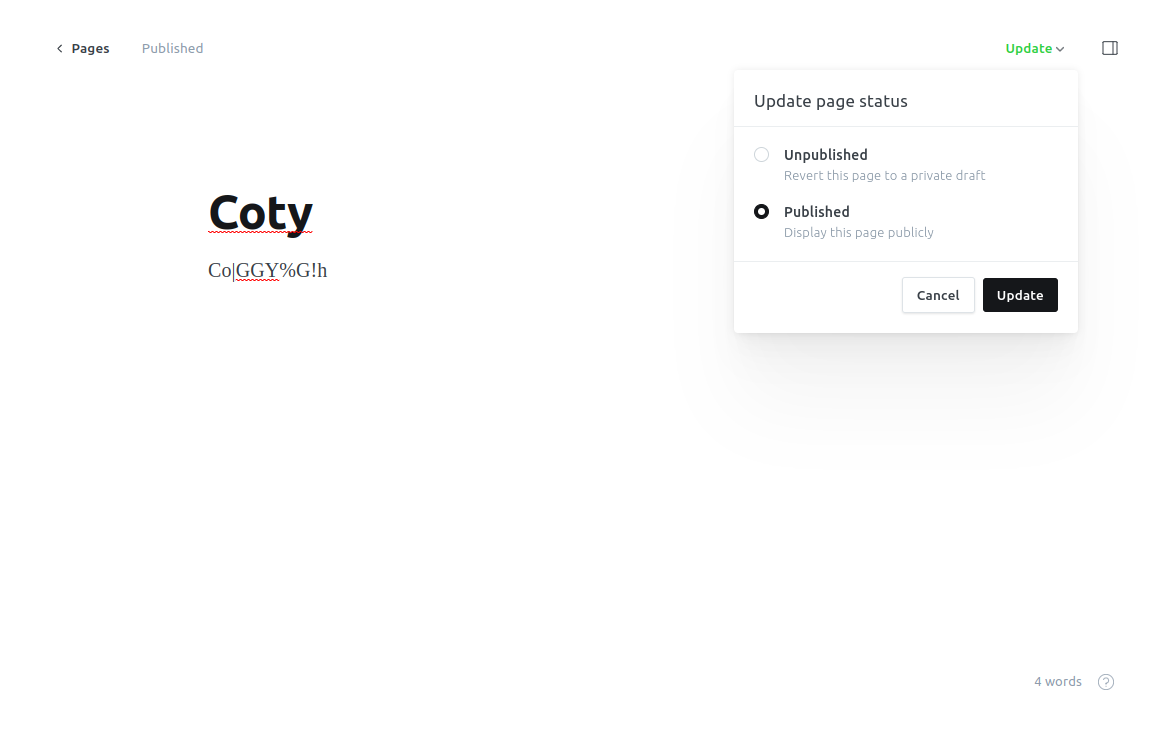 Pages Published Update
Update page status
Unpublished
Revert this page to a private draft
Published
Display this page publicly
Cancel Update
Coty
Co|GGY%G!h
4 words ?